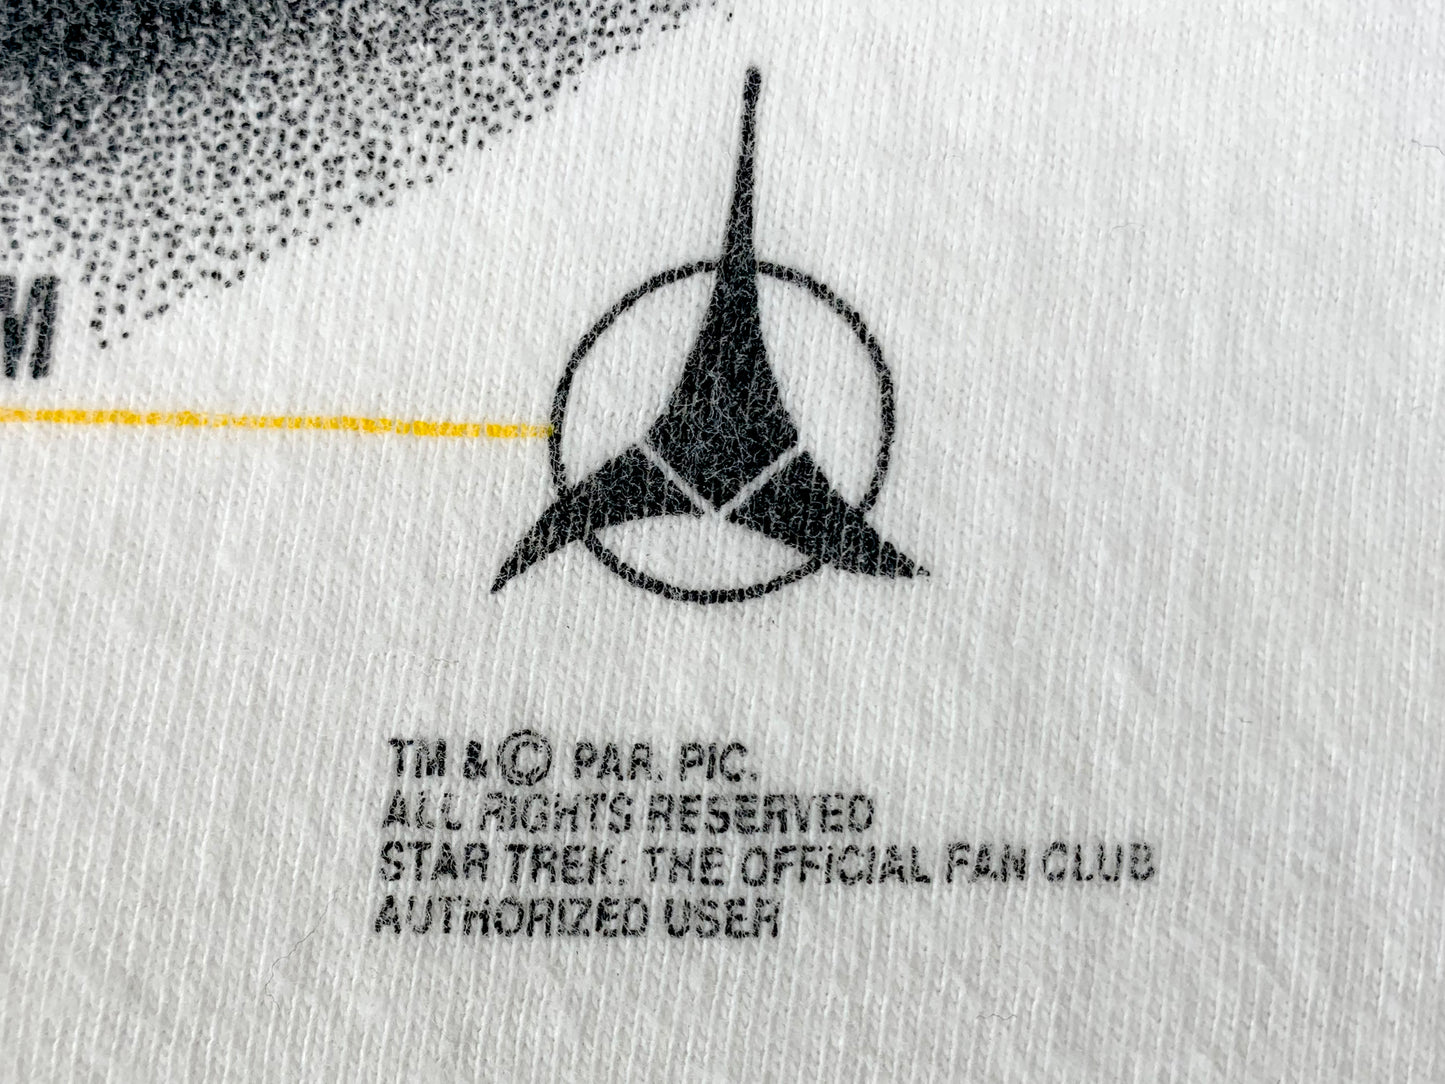 M
TM & © PAR. PIC.
ALL RIGHTS RESERVED
STAR TREK: THE OFFICIAL FAN CLUB
AUTHORIZED USER